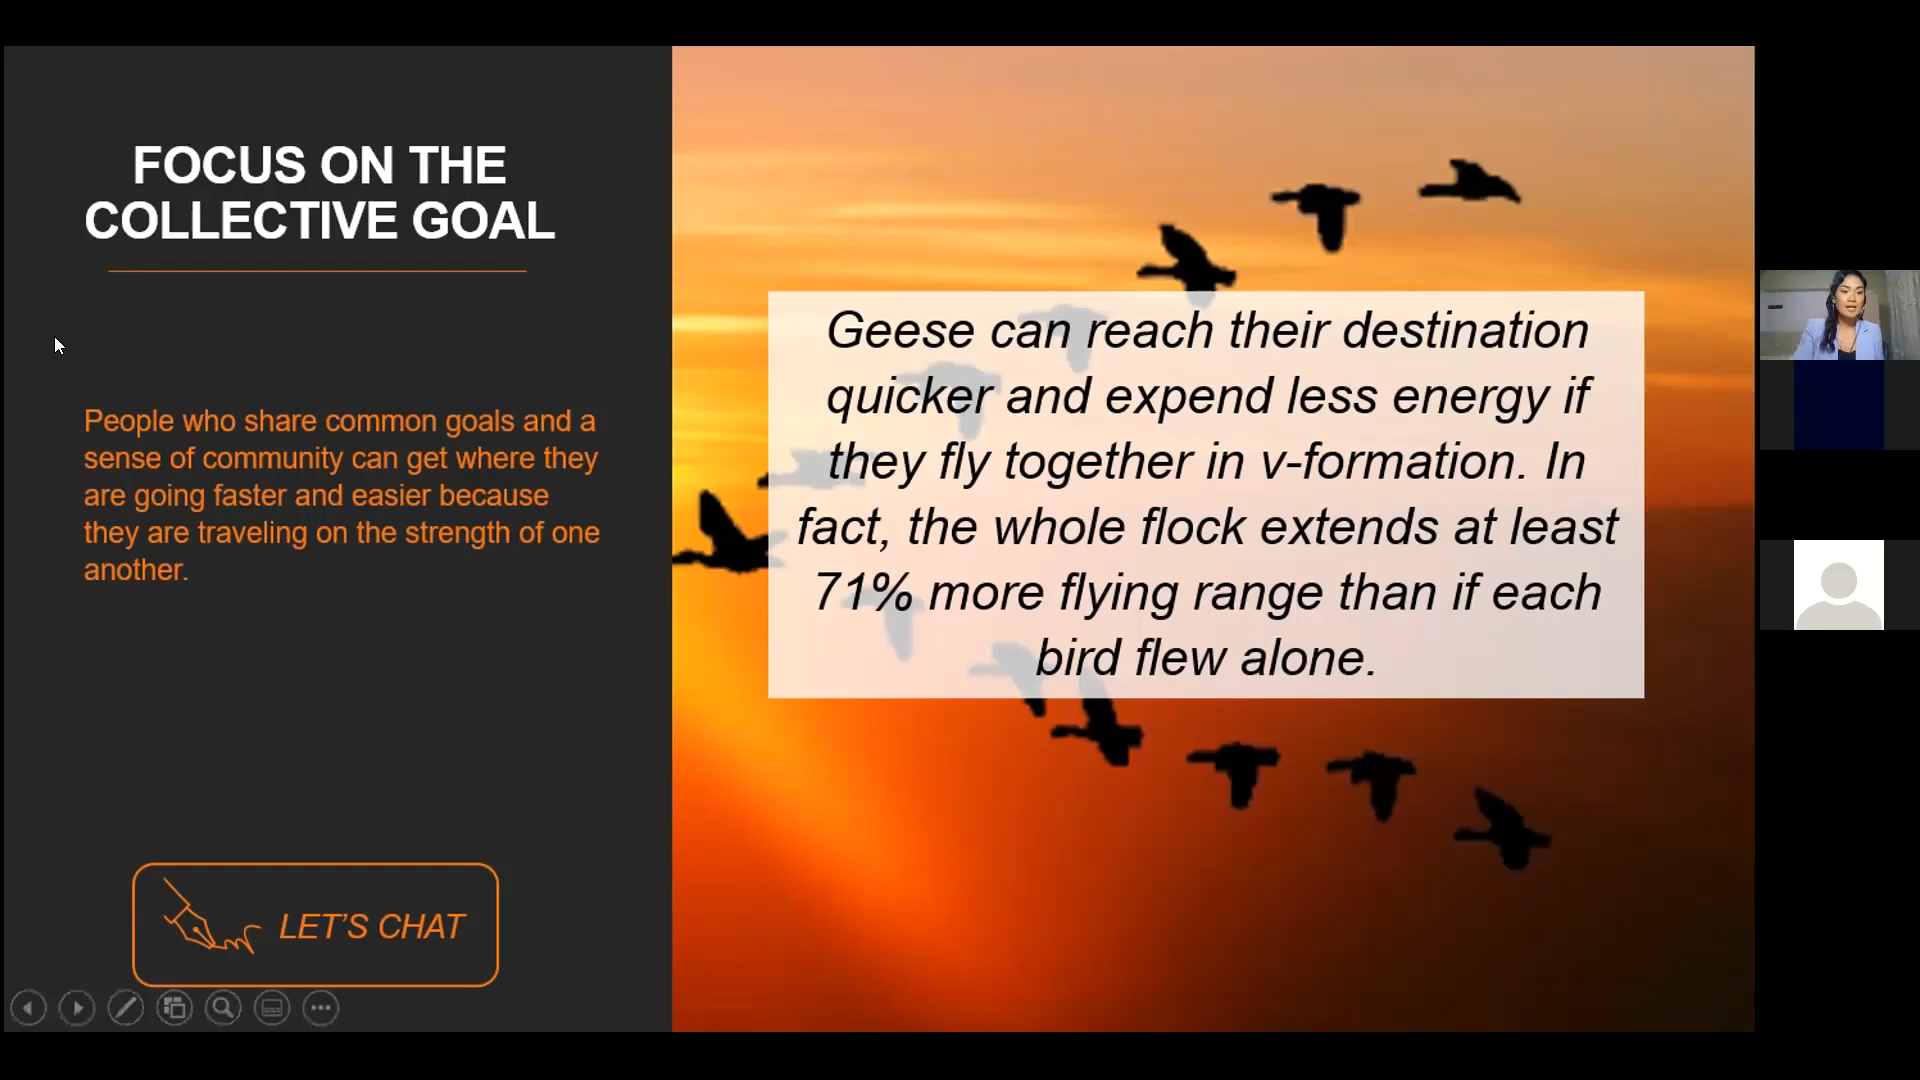 FOCUS ON THE
COLLECTIVE GOAL
People who share common goals and a
sense of community can get where they
are going faster and easier because
they are traveling on the strength of one
another.
LET’S CHAT
Geese can reach their destination
quicker and expend less energy if
they fly together in v-formation. In
fact, the whole flock extends at least
71% more flying range than if each
bird flew alone.